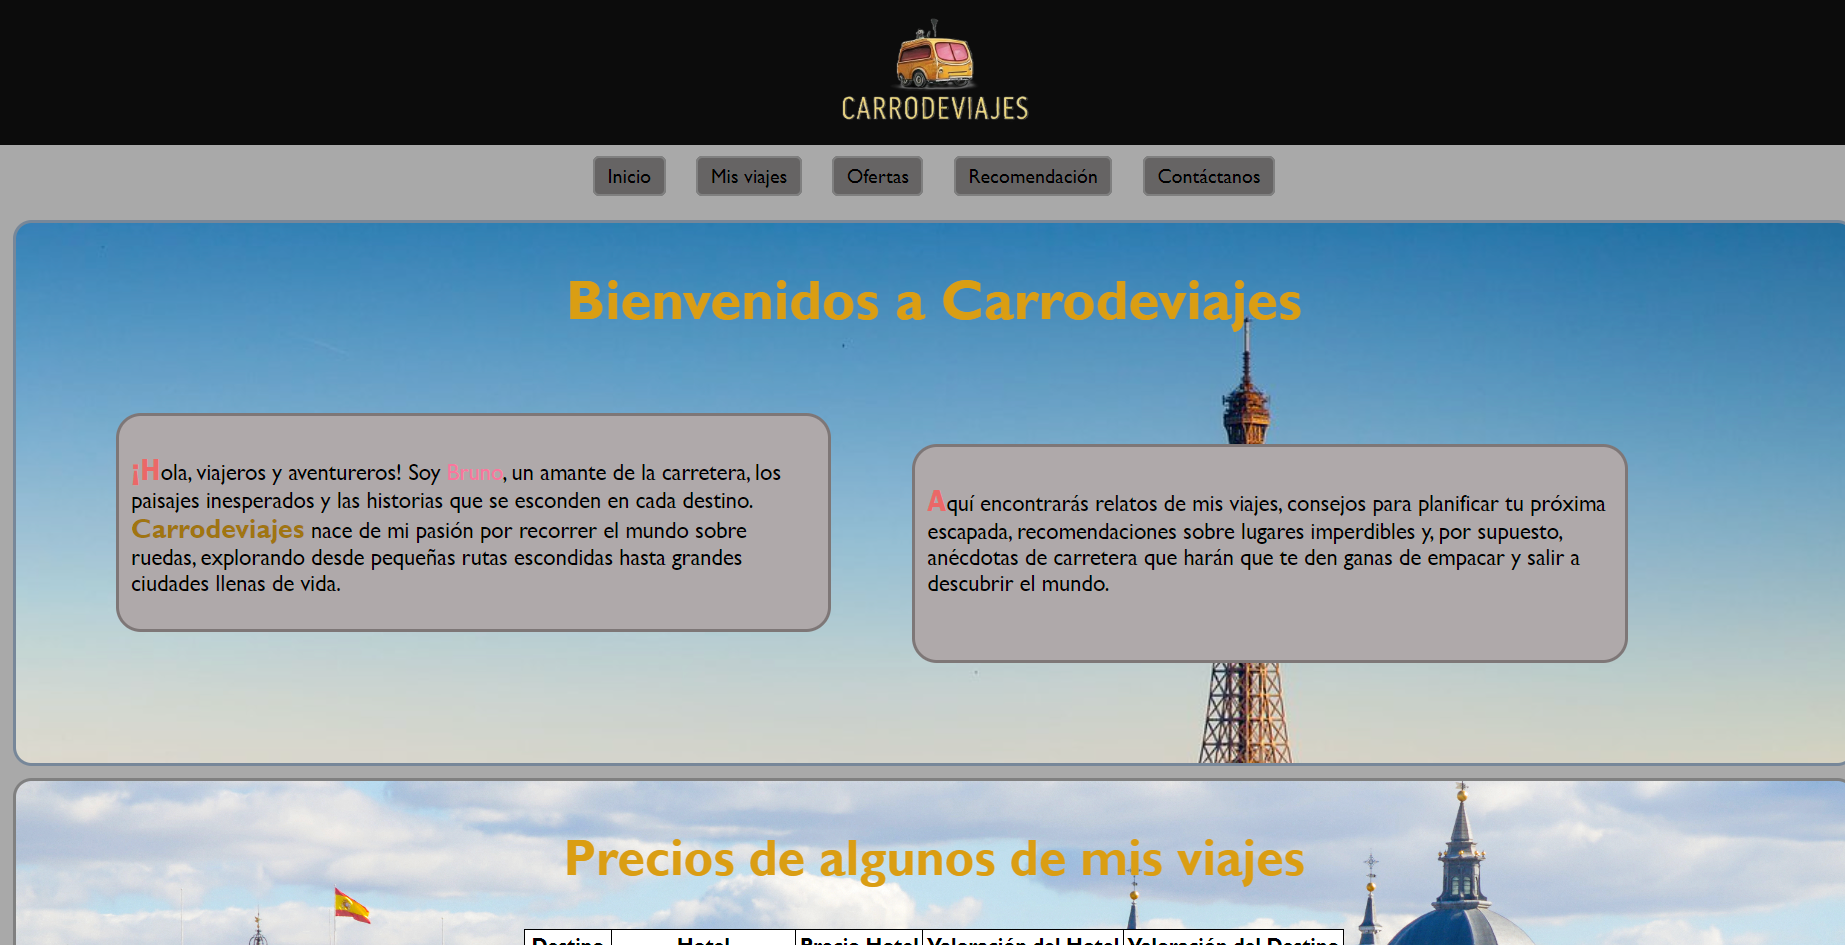 CARRODEVIAJES
Inicio
Mis viajes
Ofertas
Recomendación
Contáctanos
Bienvenidos a Carrodeviajes
¡Hola, viajeros y aventureros! Soy Bruno, un amante de la carretera, los
paisajes inesperados y las historias que se esconden en cada destino.
Carrodeviajes nace de mi pasión por recorrer el mundo sobre
ruedas, explorando desde pequeñas rutas escondidas hasta grandes
ciudades llenas de vida.
Aquí encontrarás relatos de mis viajes, consejos para planificar tu próxima
escapada, recomendaciones sobre lugares imperdibles y, por supuesto,
anécdotas de carretera que harán que te den ganas de empacar y salir a
descubrir el mundo.
Precios de algunos de mis viajes
Destino Hotel Precio Hotel Valoración del Hotel Valoración del Destino